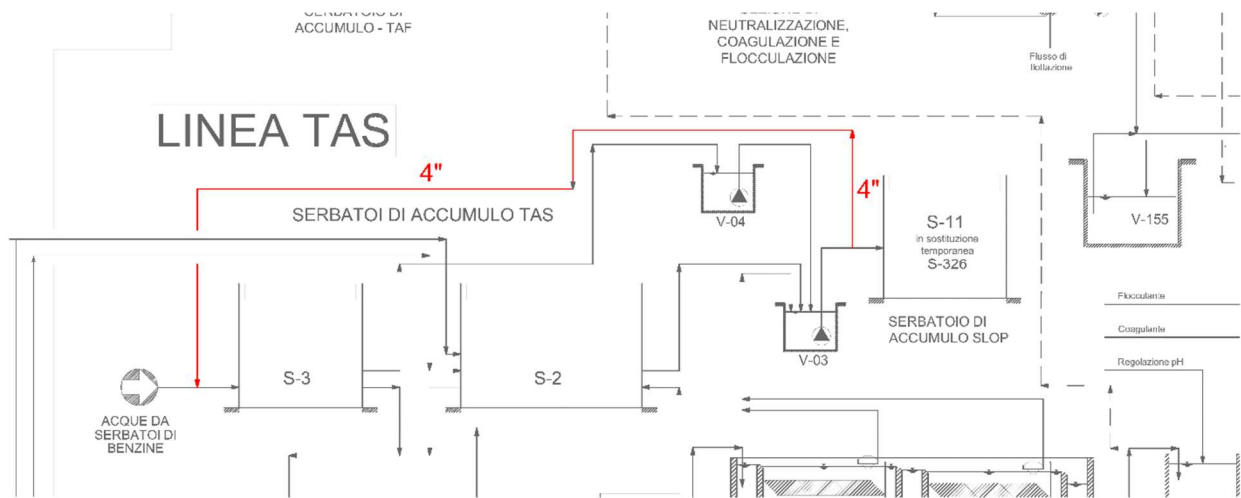 SERBATOIO DI
ACCUMULO - TAF
SEZIONE DI
NEUTRALIZZAZIONE,
COAGULAZIONE E
FLOCCULAZIONE
Flusso di
flottazione
LINEA TAS
4"
SERBATOI DI ACCUMULO TAS
V-04
4"
S-11
in sostituzione
temporanea
S-326
V-155
SERBATOIO DI
ACCUMULO SLOP
V-03
Flocculante
Coagulante
Regolazione pH
S-3
S-2
ACQUE DA
SERBATOI DI
BENZINE